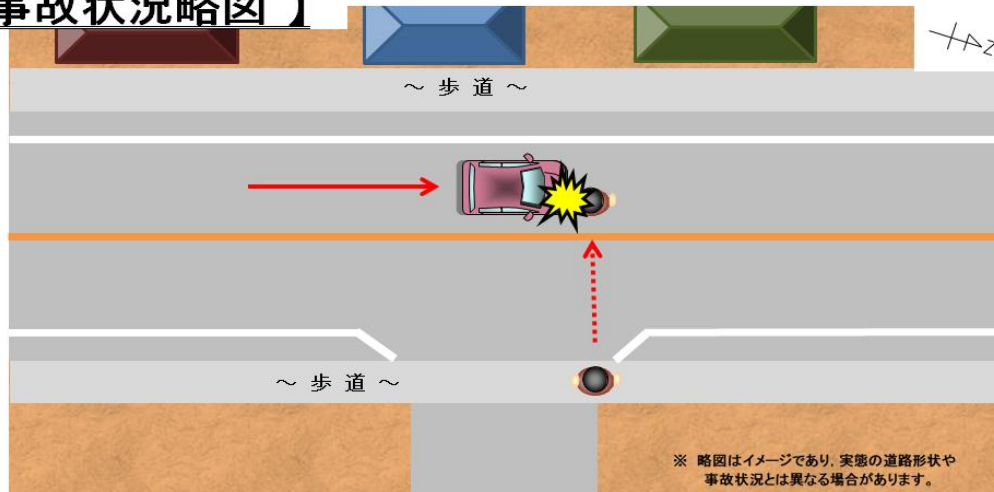 事故状況略図 】
～ 歩 道 ～
～ 歩 道 ～
※ 略図はイメージであり，実態の道路形状や
事故状況とは異なる場合があります。